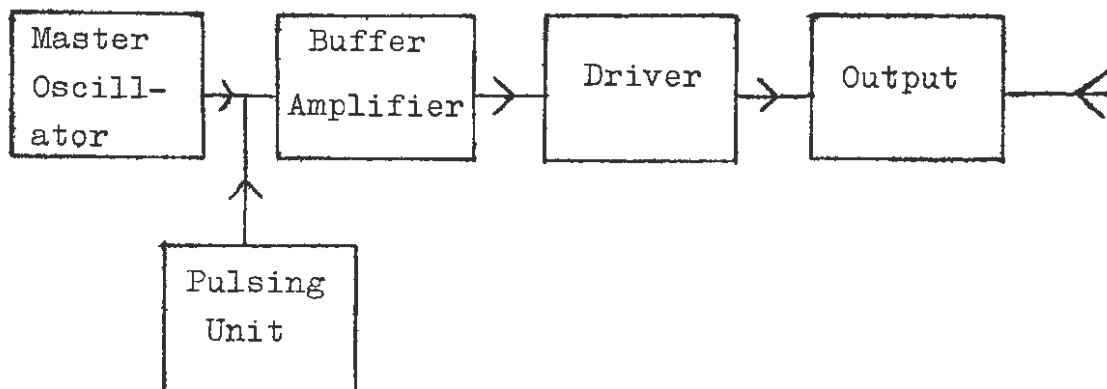 Master
Oscill-
ator
Buffer
Amplifier
Driver
Output
Pulsing
Unit